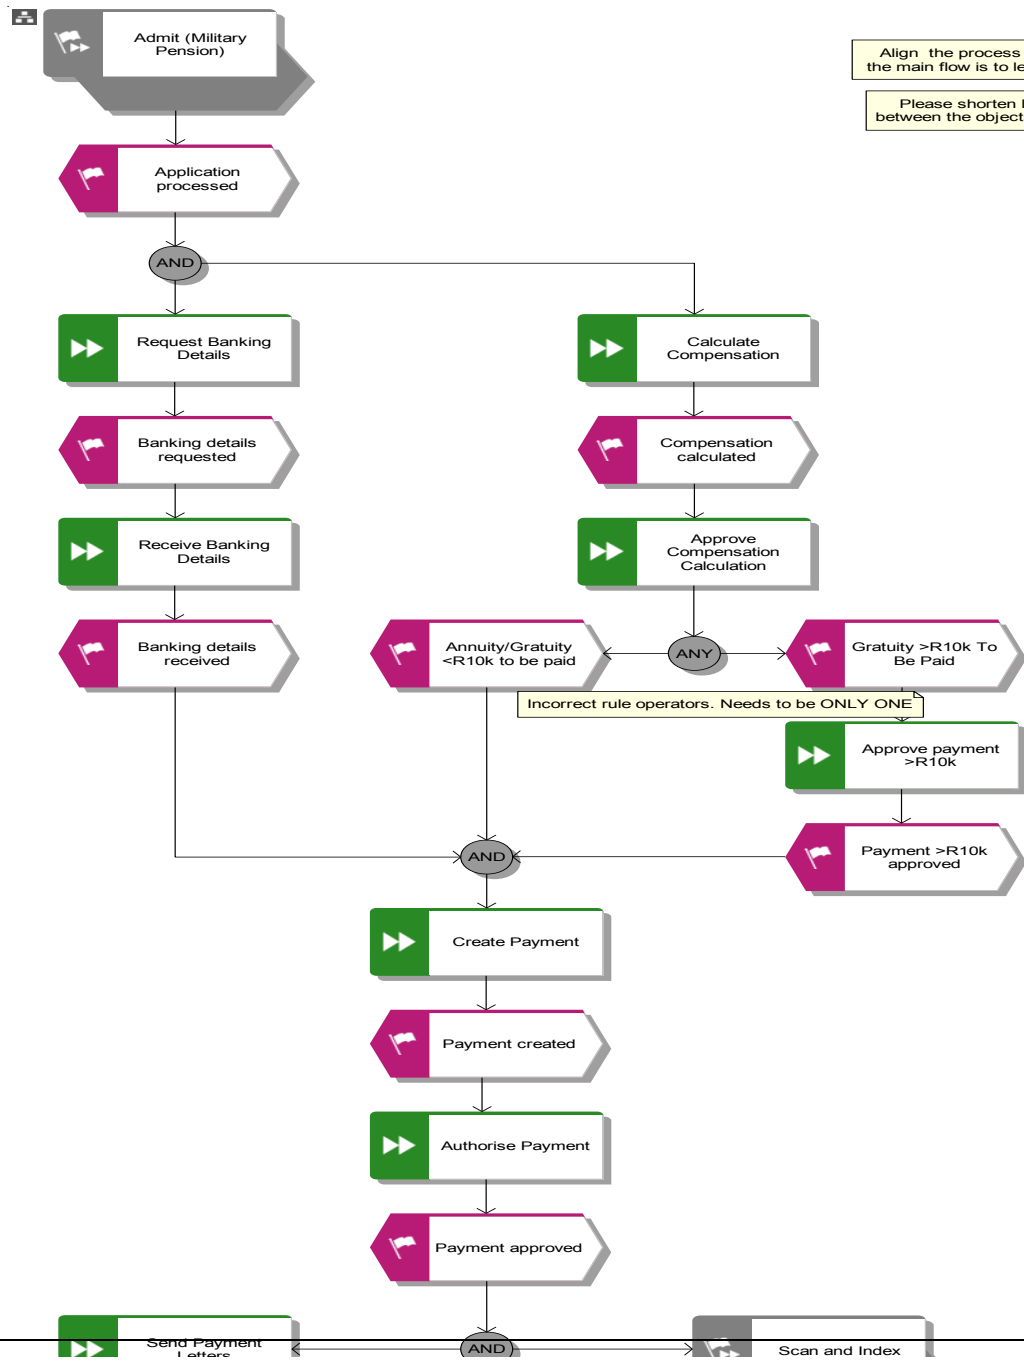 Admit (Military
Pension)
Align the process
the main flow is to le
Please shorten l
between the object
Application
processed
AND
Request Banking
Details
Calculate
Compensation
Banking details
requested
Compensation
calculated
Receive Banking
Details
Approve
Compensation
Calculation
Banking details
received
Annuity/Gratuity
<R10k to be paid
ANY
Gratuity >R10k To
Be Paid
Incorrect rule operators. Needs to be ONLY ONE
Approve payment
>R10k
AND
Payment >R10k
approved
Create Payment
Payment created
Authorise Payment
Payment approved
Send Payment
Letters
AND
Scan and Index